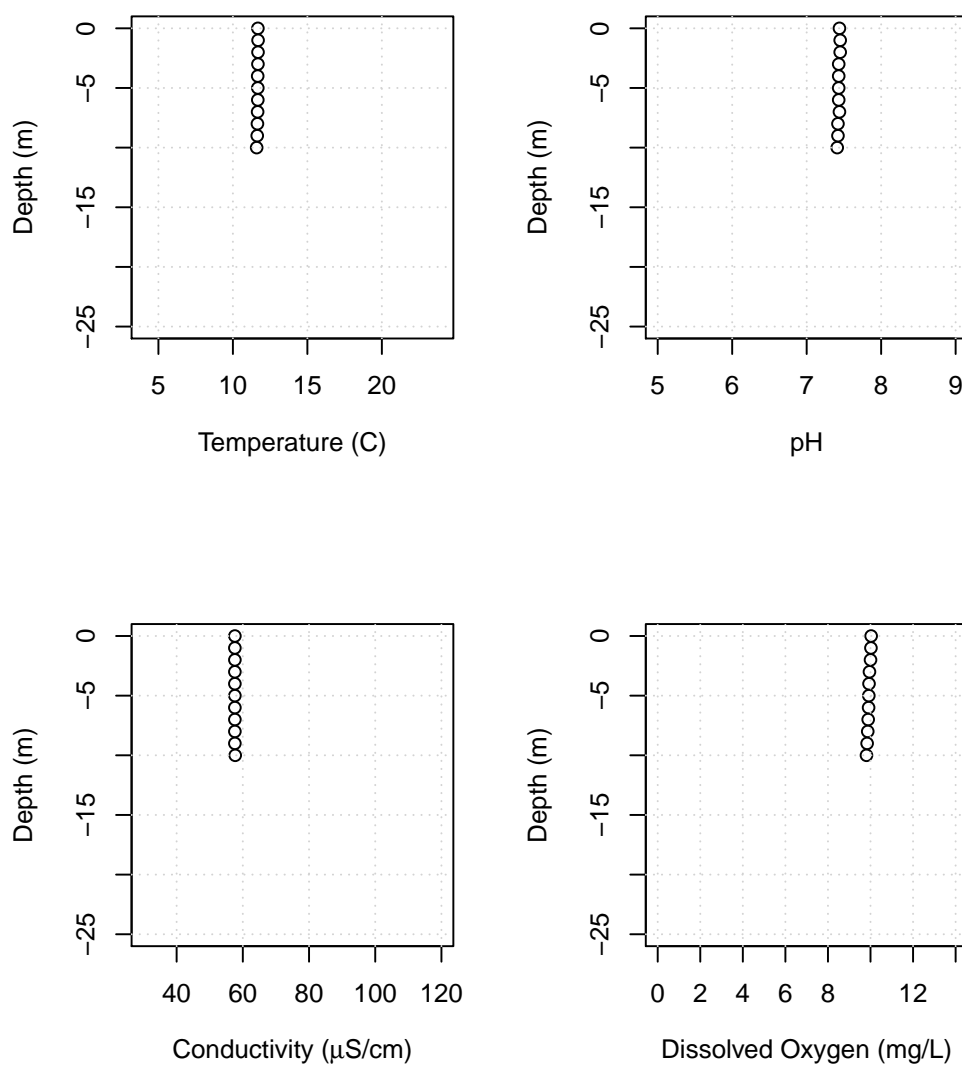 0
−5
−15
−25
Depth (m)
5 10 15 20
Temperature (C)
0
−5
−15
−25
Depth (m)
5 6 7 8 9
pH
0
−5
−15
−25
Depth (m)
40 60 80 100 120
Conductivity (μS/cm)
0
−5
−15
−25
Depth (m)
0 2 4 6 8 12
Dissolved Oxygen (mg/L)